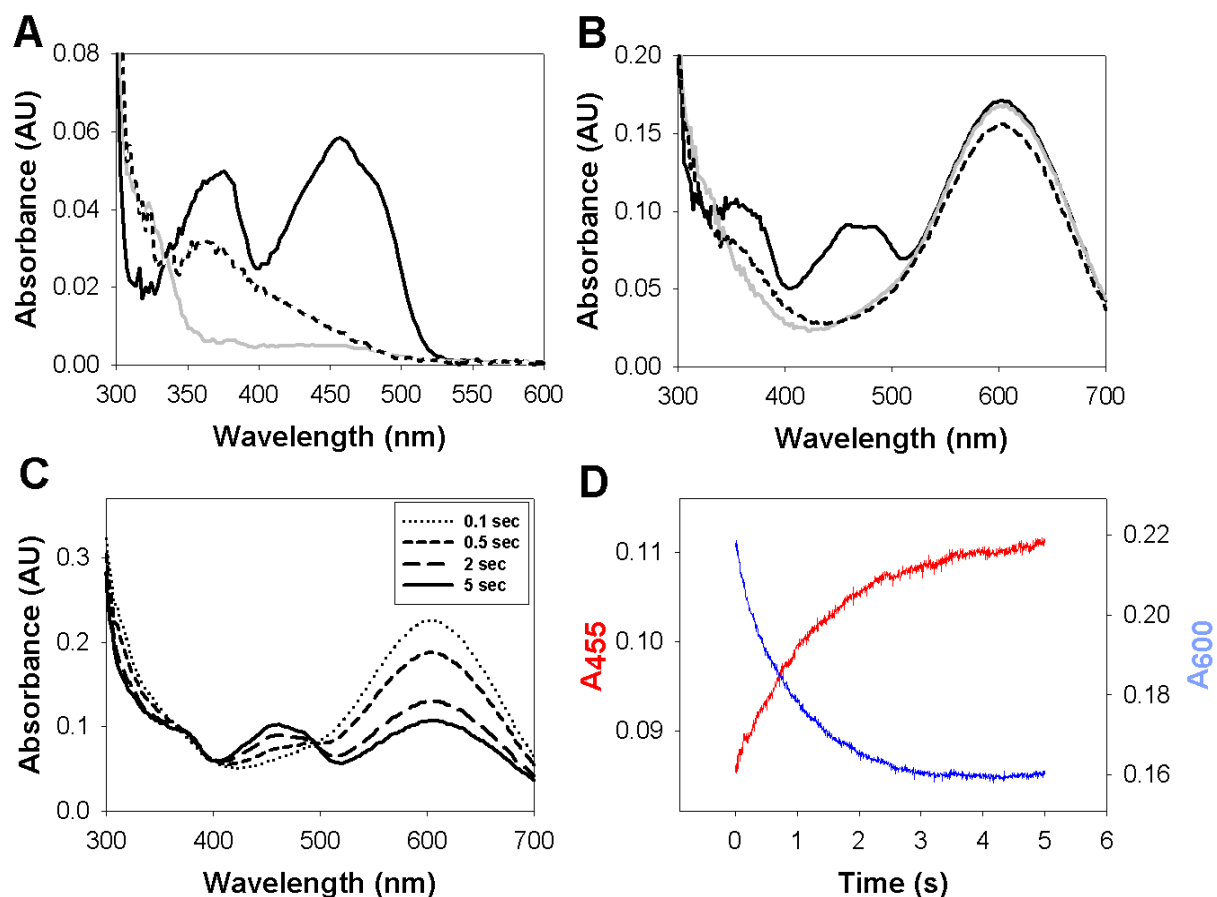 A
0.08
0.06
0.04
0.02
0.00
Absorbance (AU)
300 350 400 450 500 550 600
Wavelength (nm)
B
0.20
0.15
0.10
0.05
0.00
Absorbance (AU)
300 400 500 600 700
Wavelength (nm)
C
0.3
0.2
0.1
0.0
Absorbance (AU)
0.1 sec
0.5 sec
2 sec
5 sec
300 400 500 600 700
Wavelength (nm)
D
0.11
0.10
0.09
A455
0.22
0.20
0.18
0.16
A600
0 1 2 3 4 5 6
Time (s)